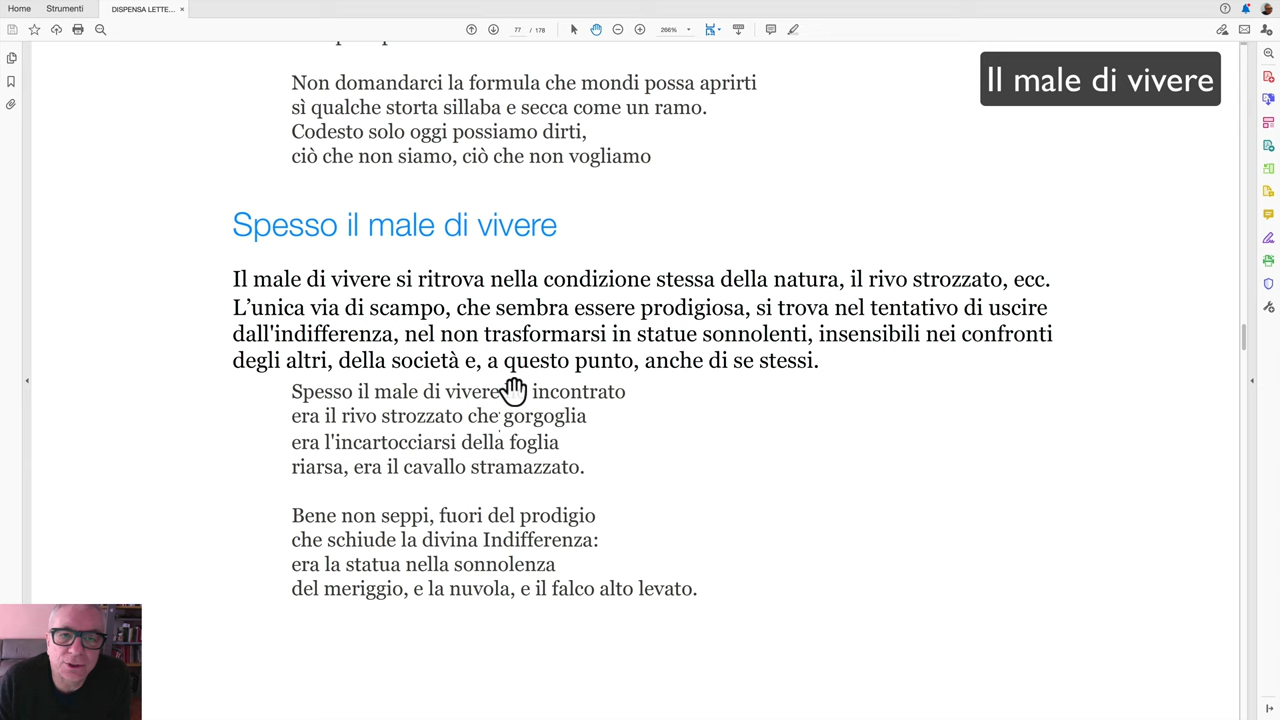 Home Strumenti DISPENSA LETTE... ×
77 / 178 266%
Il male di vivere
Non domandarci la formula che mondi possa aprirti
sì qualche storta sillaba e secca come un ramo.
Codesto solo oggi possiamo dirti,
ciò che non siamo, ciò che non vogliamo
Spesso il male di vivere
Il male di vivere si ritrova nella condizione stessa della natura, il rivo strozzato, ecc.
L’unica via di scampo, che sembra essere prodigiosa, si trova nel tentativo di uscire
dall'indifferenza, nel non trasformarsi in statue sonnolenti, insensibili nei confronti
degli altri, della società e, a questo punto, anche di se stessi.
Spesso il male di vivere incontrato
era il rivo strozzato che gorgoglia
era l'incartocciarsi della foglia
riarsa, era il cavallo stramazzato.
Bene non seppi, fuori del prodigio
che schiude la divina Indifferenza:
era la statua nella sonnolenza
del meriggio, e la nuvola, e il falco alto levato.